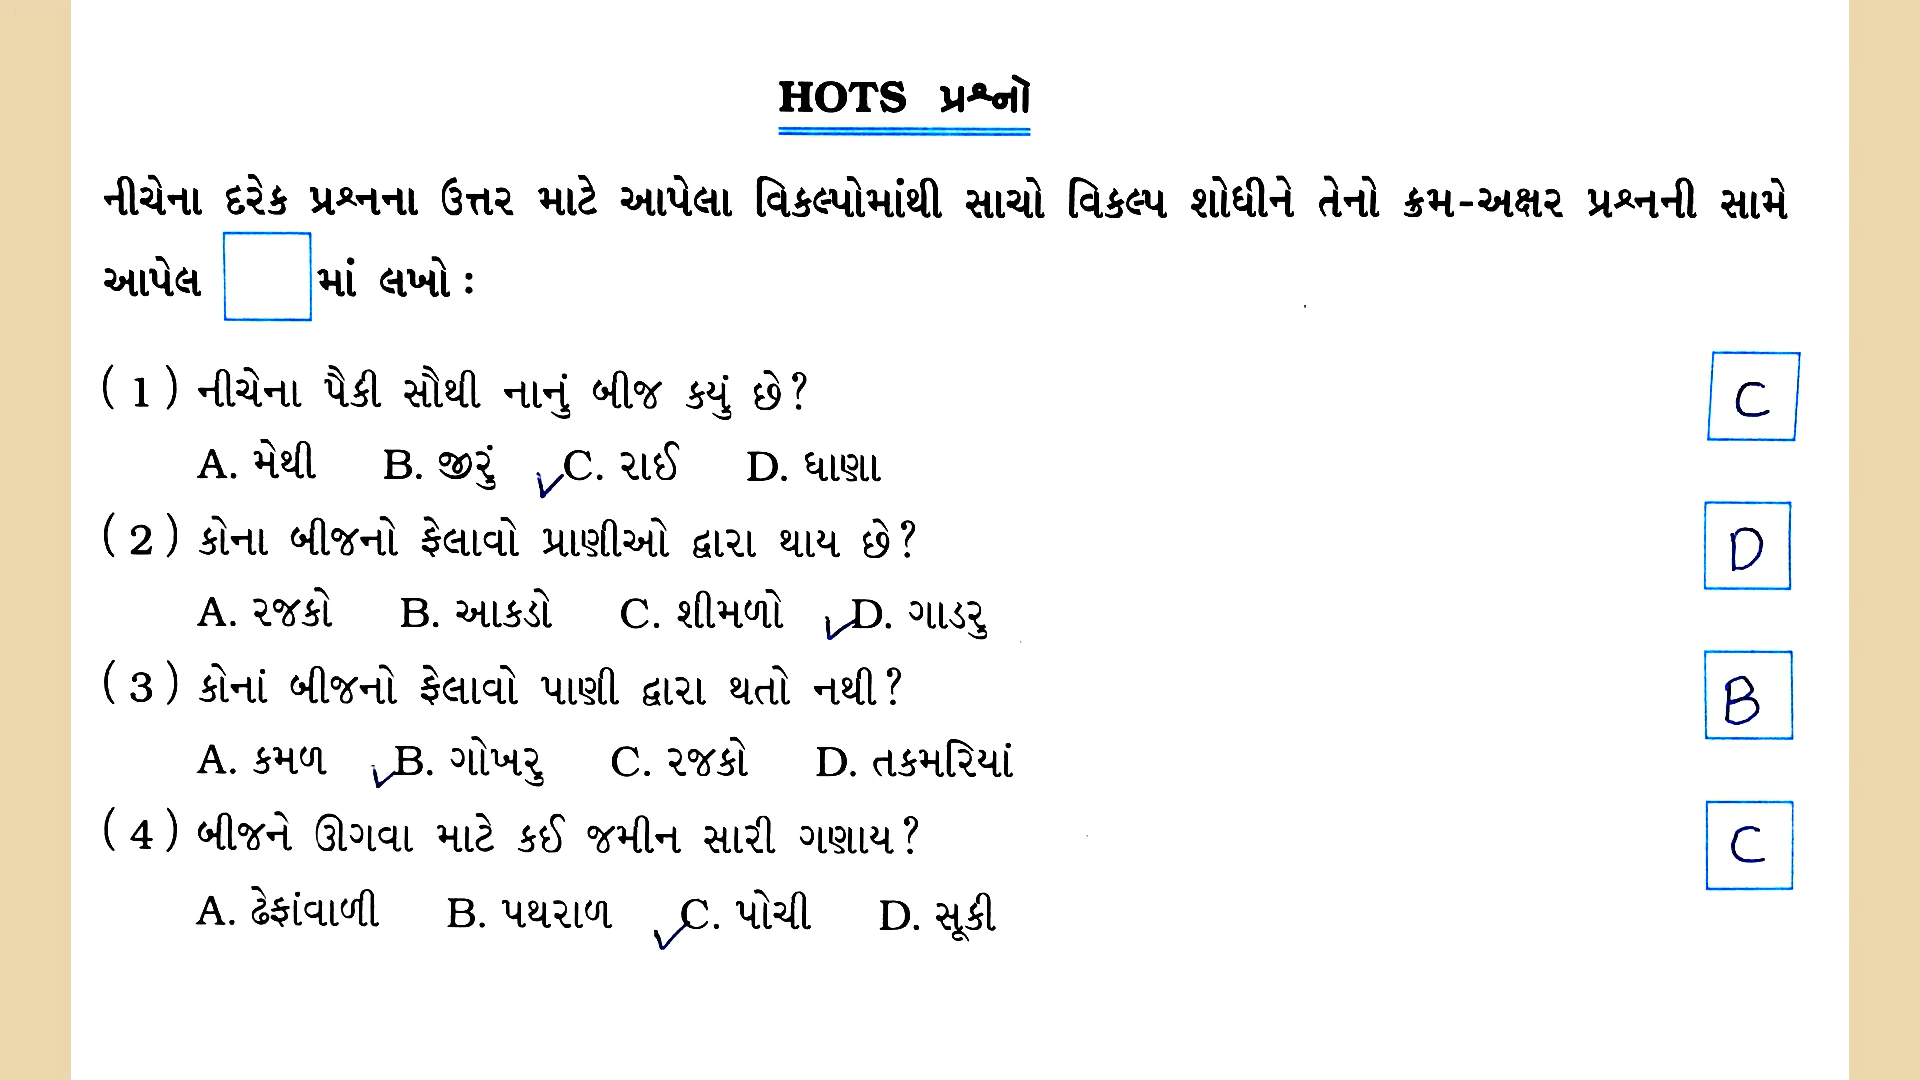 HOTS પ્રશ્નો
નીચેના દરેક પ્રશ્નના ઉત્તર માટે આપેલા વિકલ્પોમાંથી સાચો વિકલ્પ શોધીને તેનો ક્રમ-અક્ષર પ્રશ્નની સામે
આપેલ માં લખો :
( 1 ) નીચેના પૈકી સૌથી નાનું બીજ કયું છે? C
A. મેથી B. જીરું ✓C. રાઈ D. ધાણા
( 2 ) કોના બીજનો ફેલાવો પ્રાણીઓ દ્વારા થાય છે? D
A. રજકો B. આકડો C. શીમળો ✓D. ગાડરુ
( 3 ) કોનાં બીજનો ફેલાવો પાણી દ્વારા થતો નથી? B
A. કમળ ✓B. ગોખરુ C. રજકો D. તકમરિયાં
( 4 ) બીજને ઊગવા માટે કઈ જમીન સારી ગણાય? C
A. ઢેફાંવાળી B. પથરાળ ✓C. પોચી D. સૂકી